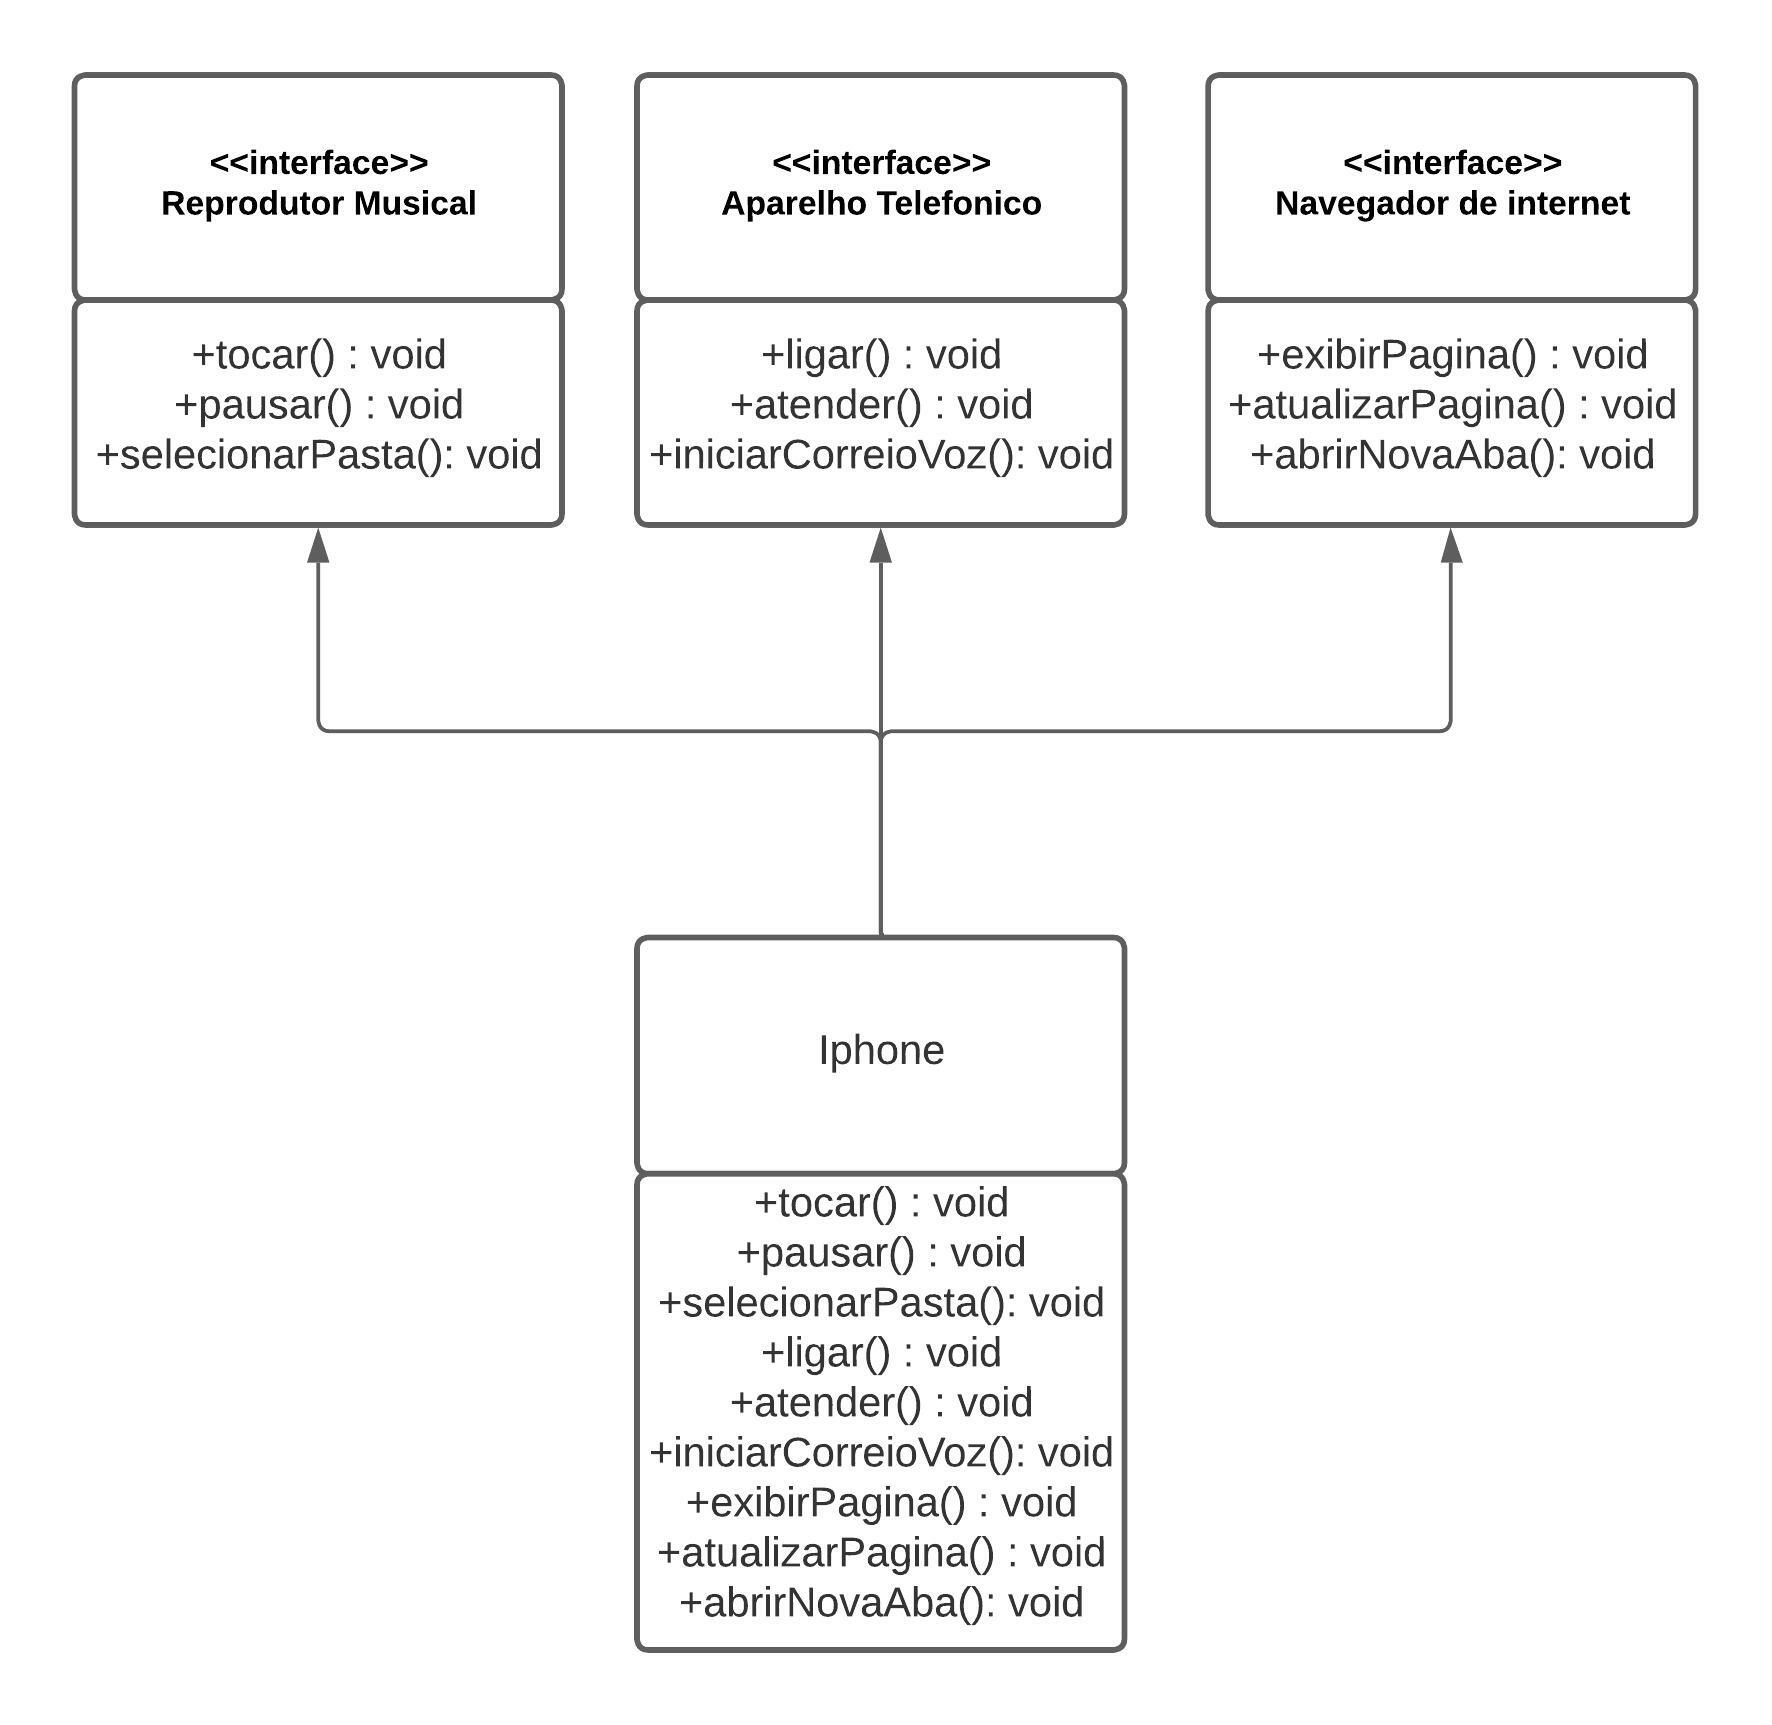 <<interface>>
Reprodutor Musical
+tocar() : void
+pausar() : void
+selecionarPasta(): void
<<interface>>
Aparelho Telefonico
+ligar() : void
+atender() : void
+iniciarCorreioVoz(): void
<<interface>>
Navegador de internet
+exibirPagina() : void
+atualizarPagina() : void
+abrirNovaAba(): void
Iphone
+tocar() : void
+pausar() : void
+selecionarPasta(): void
+ligar() : void
+atender() : void
+iniciarCorreioVoz(): void
+exibirPagina() : void
+atualizarPagina() : void
+abrirNovaAba(): void